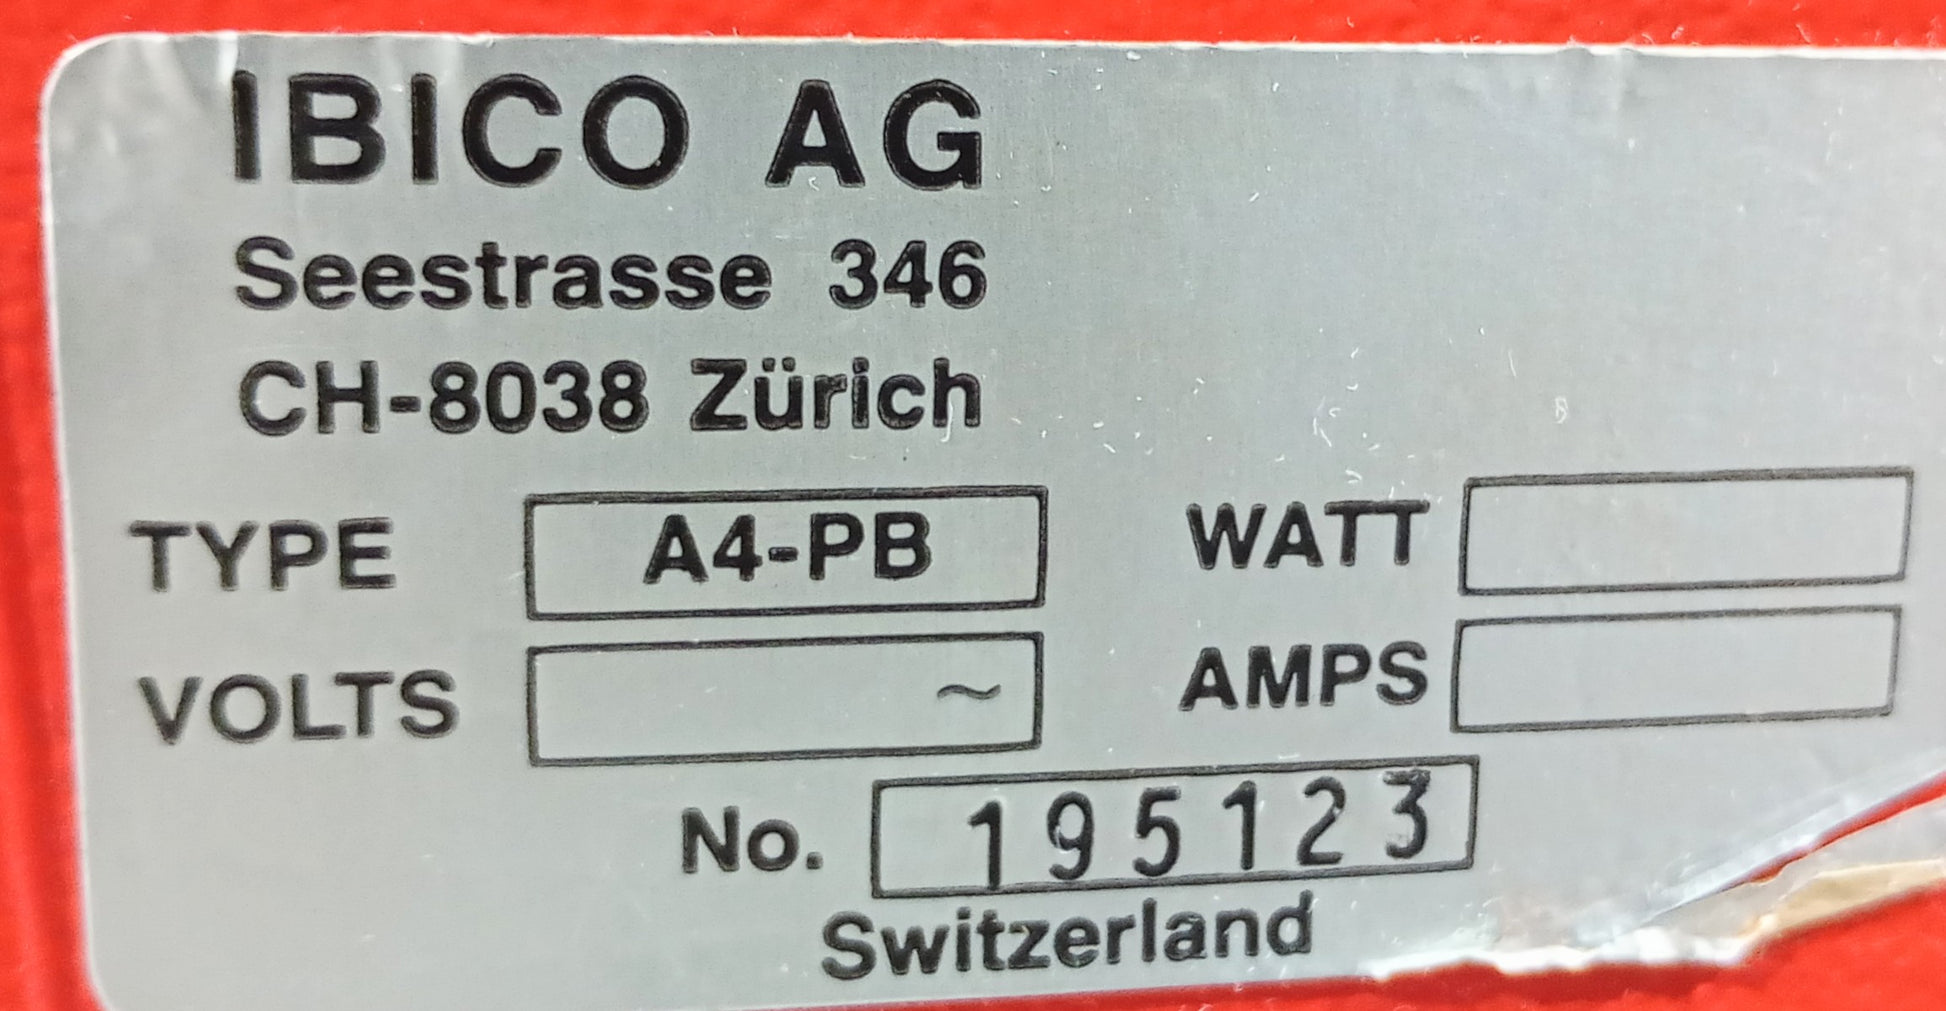 IBICO AG
Seestrasse 346
CH-8038 Zürich
TYPE A4-PB WATT
VOLTS ~ AMPS
No. 195123
Switzerland